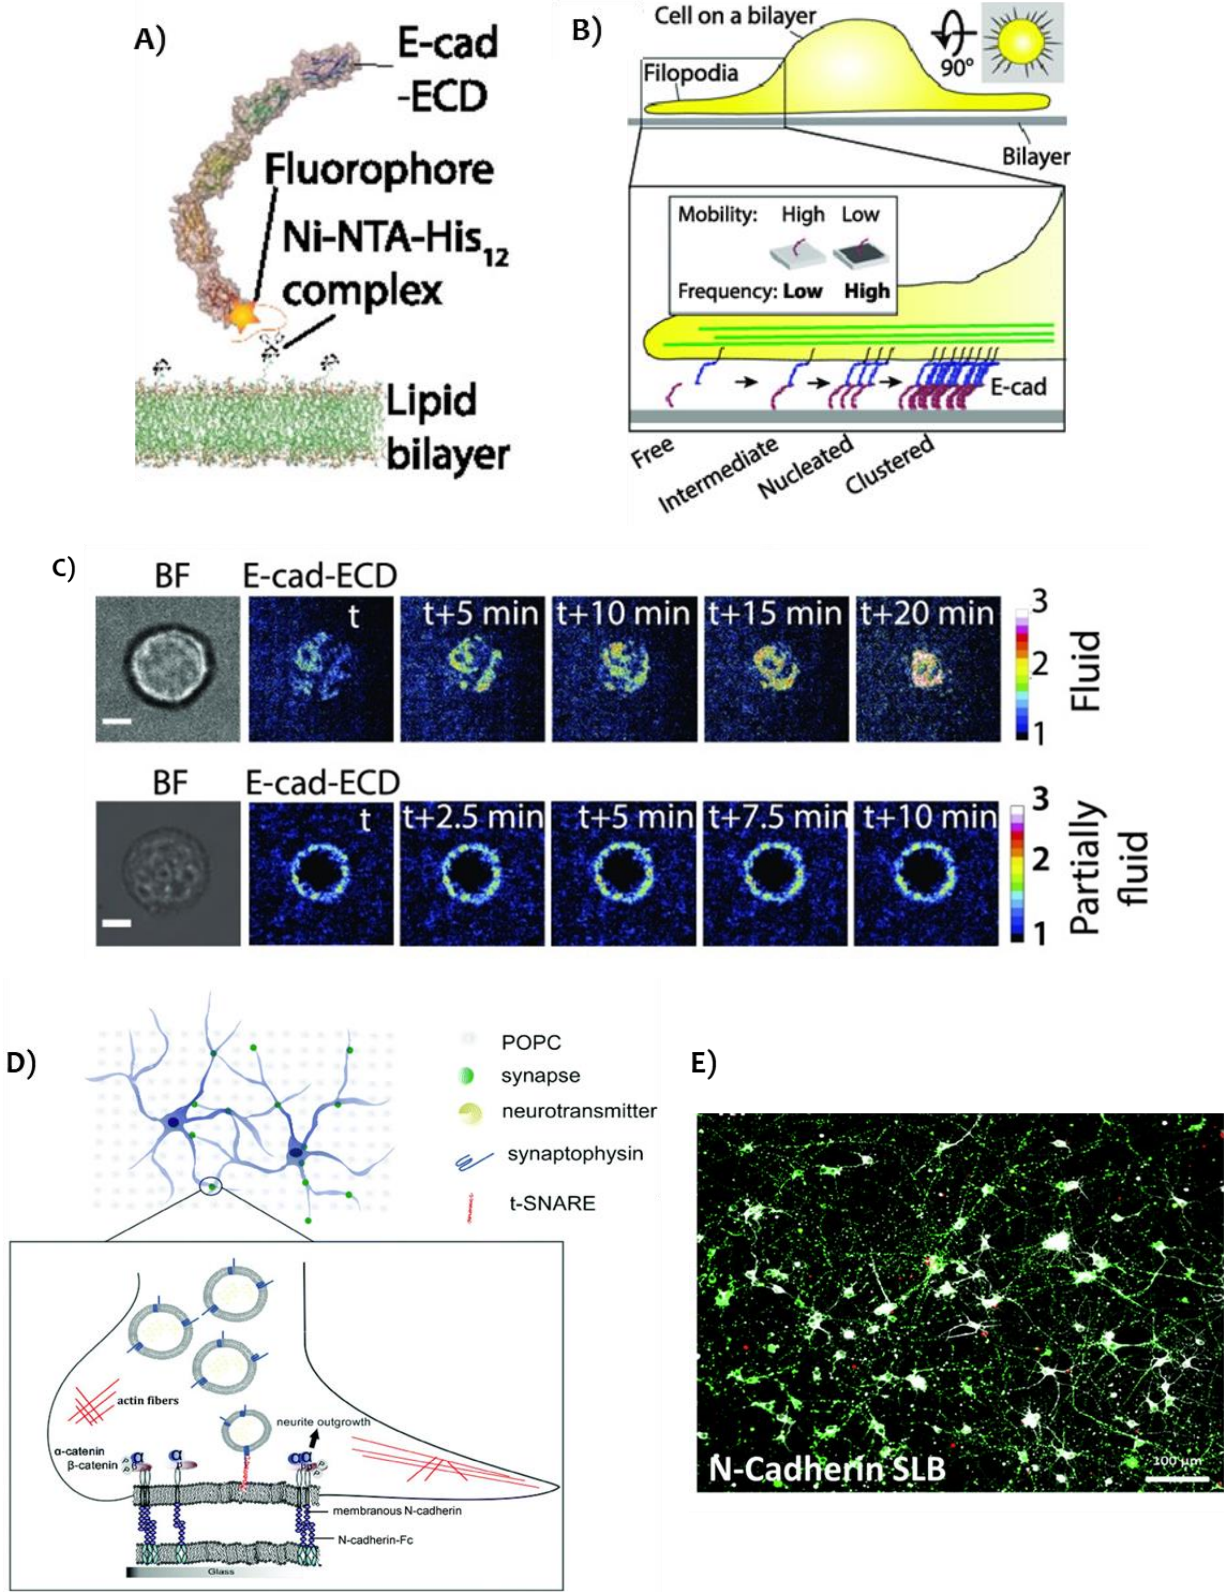 A)
E-cad
-ECD
Fluorophore
Ni-NTA-His12
complex
Lipid
bilayer
B)
Cell on a bilayer
90°
Filopodia
Bilayer
Mobility: High Low
Frequency: Low High
E-cad
Free
Intermediate
Nucleated
Clustered
C)
BF E-cad-ECD
t
t+5 min
t+10 min
t+15 min
t+20 min
3
2
1
Fluid
BF E-cad-ECD
t
t+2.5 min
t+5 min
t+7.5 min
t+10 min
3
2
1
Partially
fluid
D)
POPC
synapse
neurotransmitter
synaptophysin
t-SNARE
actin fibers
neurite outgrowth
α-catenin
β-catenin
α
α
αα
membranous N-cadherin
N-cadherin-Fc
Glass
E)
N-Cadherin SLB
100 µm